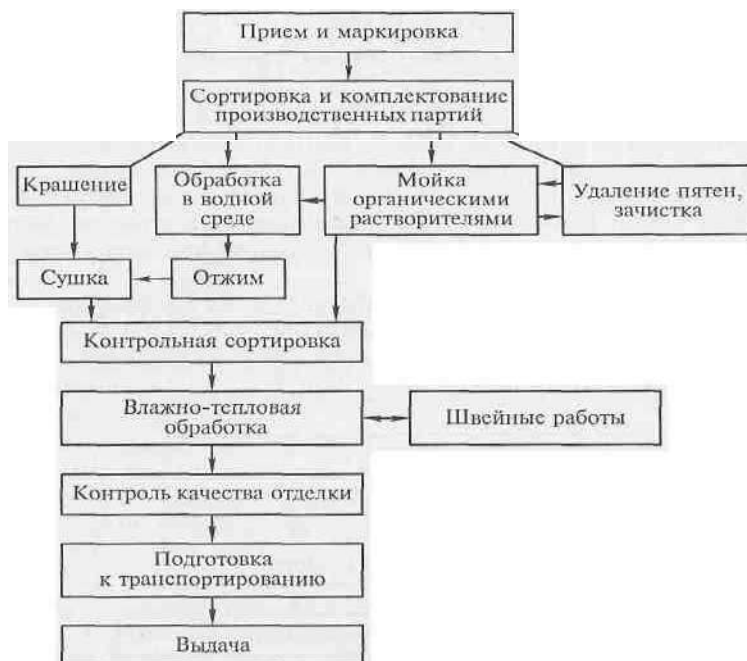 Прием и маркировка
Сортировка и комплектование
производственных партий
Крашение
Обработка
в водной
среде
Мойка
органическими
растворителями
Удаление пятен,
зачистка
Сушка
Отжим
Контрольная сортировка
Влажно-тепловая
обработка
Швейные работы
Контроль качества отделки
Подготовка
к транспортированию
Выдача